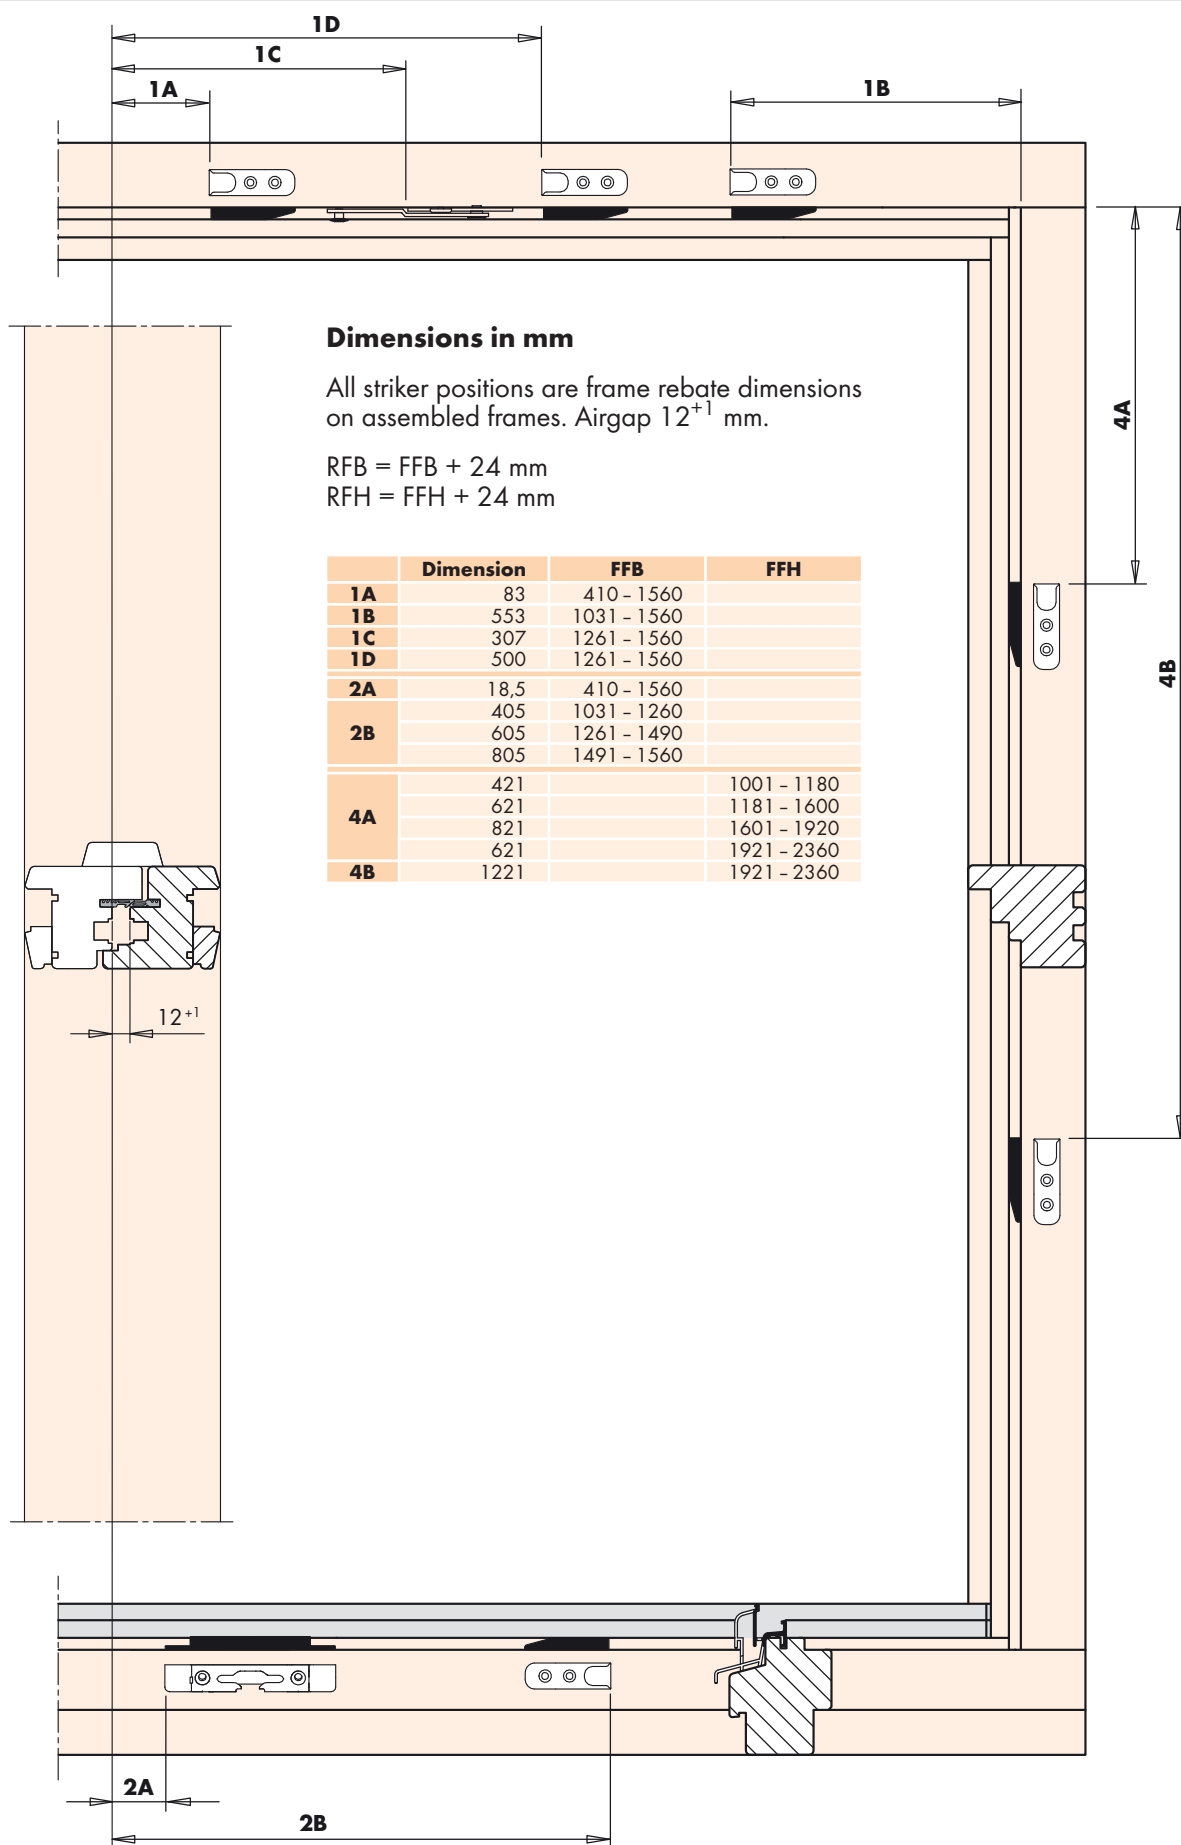 1D
1C
1A
1B
Dimensions in mm
All striker positions are frame rebate dimensions
on assembled frames. Airgap 12⁺¹ mm.
RFB = FFB + 24 mm
RFH = FFH + 24 mm
4A
4B
Dimension FFB FFH
1A 83 410 – 1560
1B 553 1031 – 1560
1C 307 1261 – 1560
1D 500 1261 – 1560
2A 18,5 410 – 1560
2B 405 1031 – 1260
605 1261 – 1490
805 1491 – 1560
4A 421 1001 – 1180
621 1181 – 1600
821 1601 – 1920
621 1921 – 2360
4B 1221 1921 – 2360
12⁺¹
2A
2B